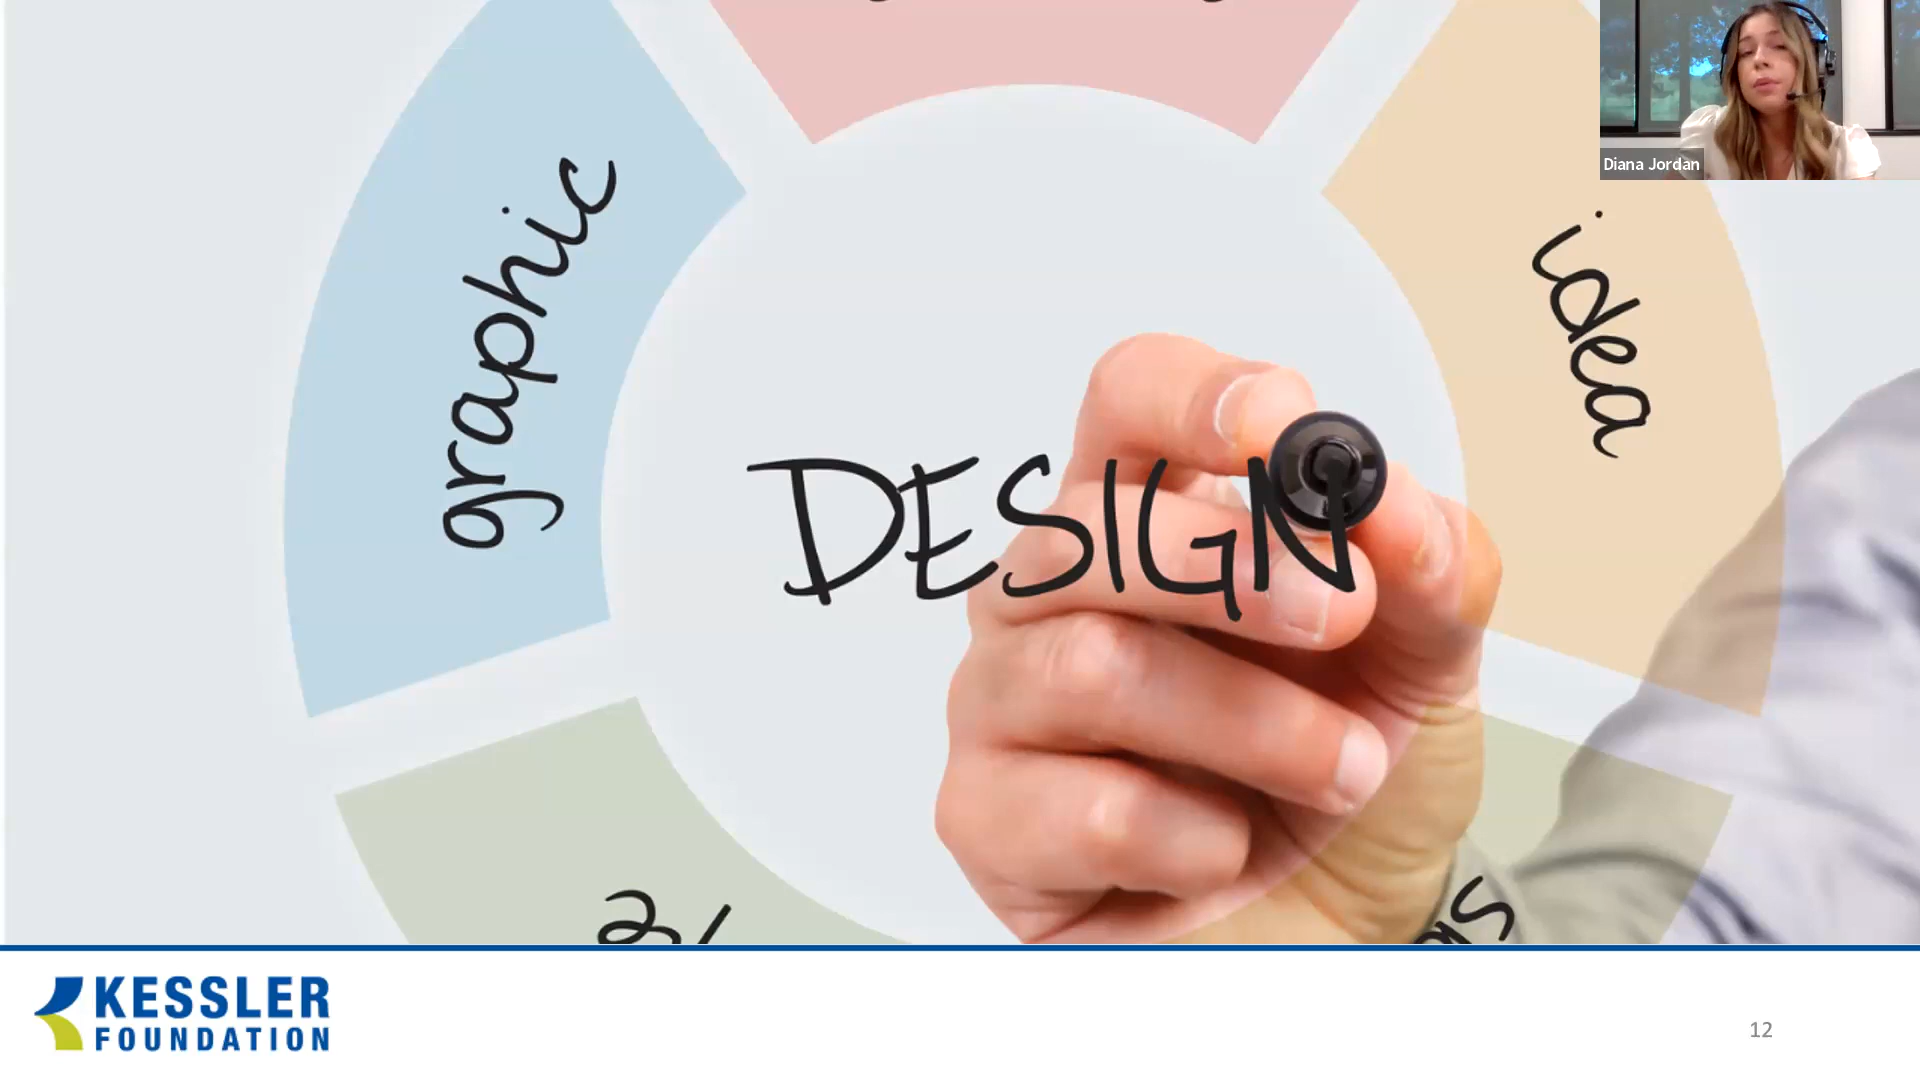 Diana Jordan
graphic
idea
DESIGN
KESSLER
FOUNDATION
12